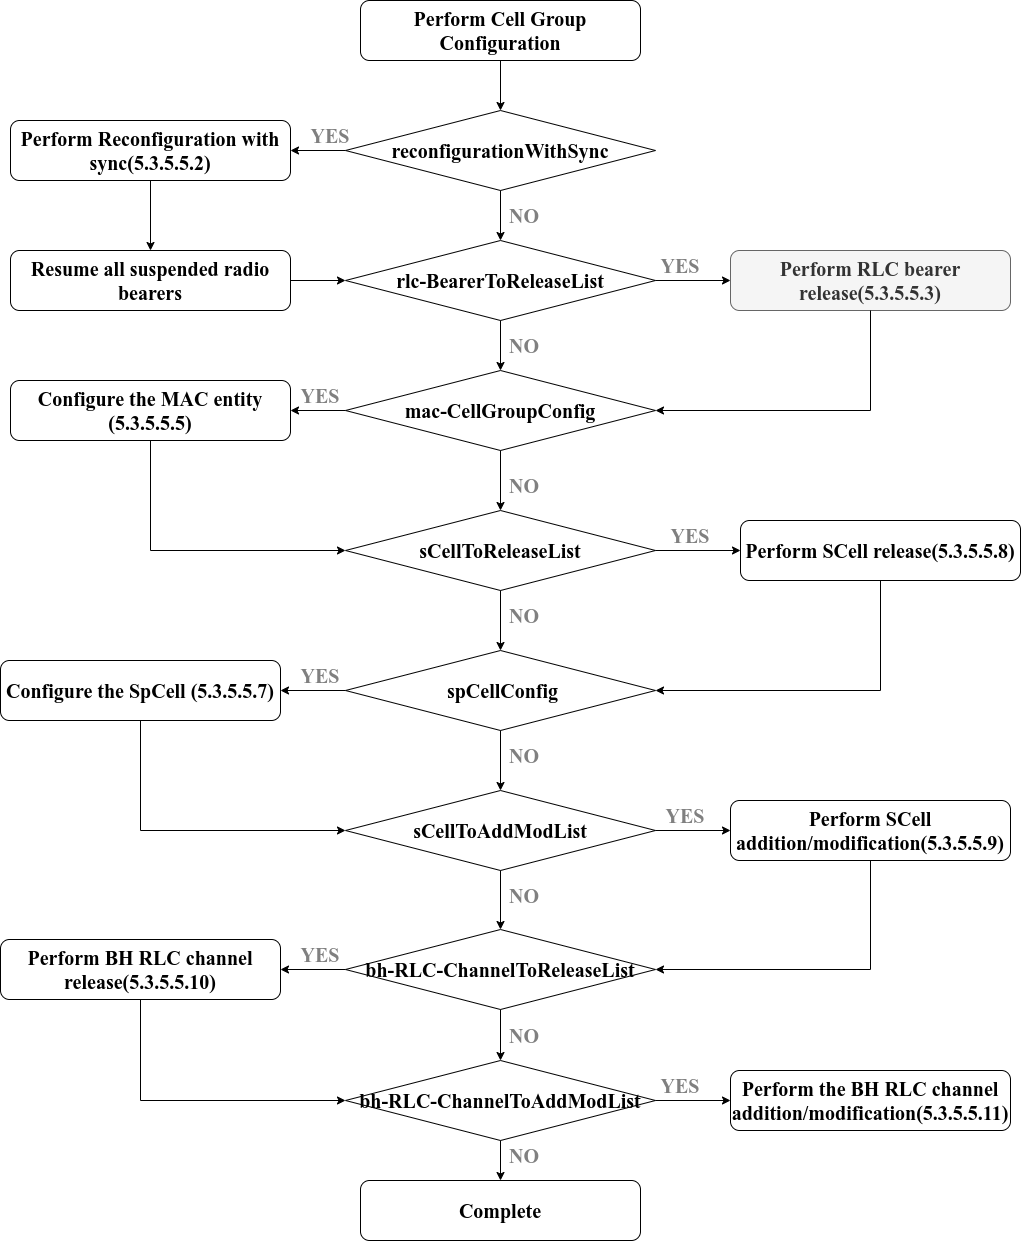 Perform Cell Group
Configuration
YES
Perform Reconfiguration with
sync(5.3.5.5.2)
reconfigurationWithSync
NO
Resume all suspended radio
bearers
rlc-BearerToReleaseList
YES
Perform RLC bearer
release(5.3.5.5.3)
NO
Configure the MAC entity
(5.3.5.5.5)
YES
mac-CellGroupConfig
NO
sCellToReleaseList
YES
Perform SCell release(5.3.5.5.8)
NO
Configure the SpCell (5.3.5.5.7)
YES
spCellConfig
NO
sCellToAddModList
YES
Perform SCell
addition/modification(5.3.5.5.9)
NO
Perform BH RLC channel
release(5.3.5.5.10)
YES
bh-RLC-ChannelToReleaseList
NO
bh-RLC-ChannelToAddModList
YES
Perform the BH RLC channel
addition/modification(5.3.5.5.11)
NO
Complete